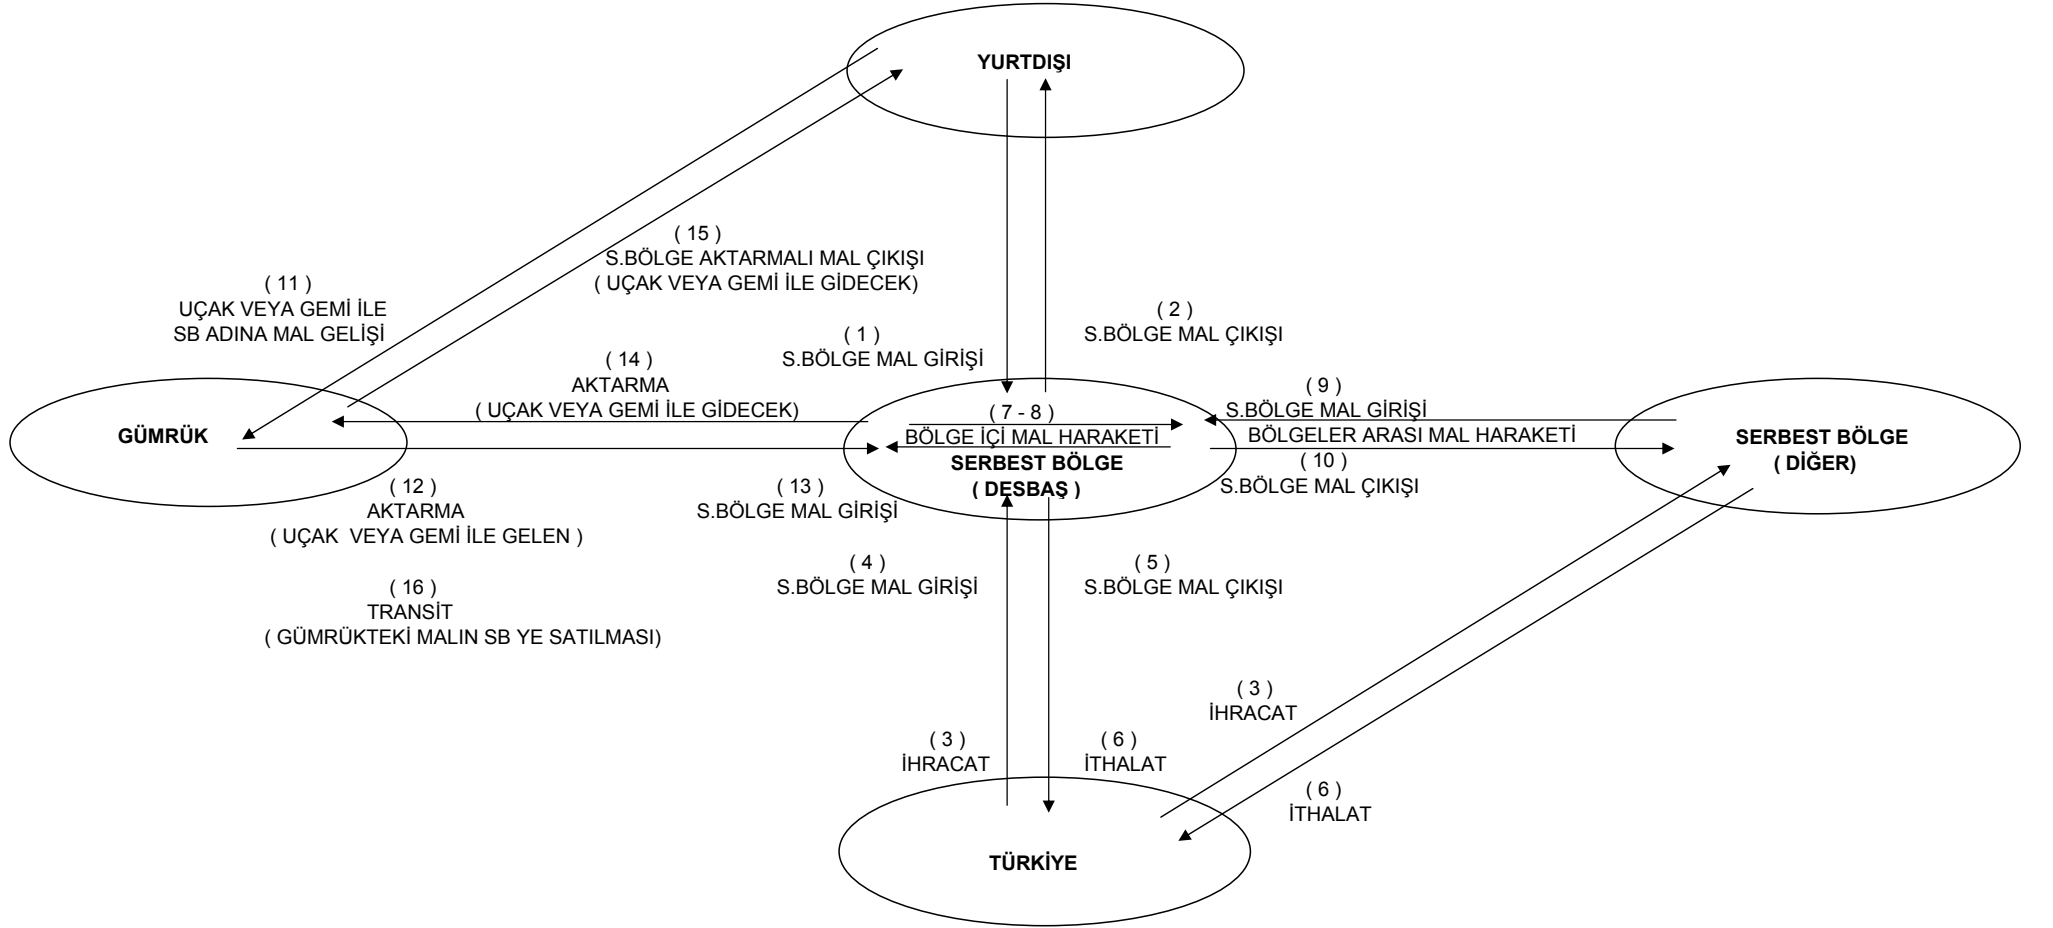 YURTDIŞI
( 15 )
S.BÖLGE AKTARMALI MAL ÇIKIŞI
( UÇAK VEYA GEMİ İLE GİDECEK)
( 11 )
UÇAK VEYA GEMİ İLE
SB ADINA MAL GELİŞİ
( 1 )
S.BÖLGE MAL GİRİŞİ
( 2 )
S.BÖLGE MAL ÇIKIŞI
( 14 )
AKTARMA
( UÇAK VEYA GEMİ İLE GİDECEK)
GÜMRÜK
( 7 - 8 )
BÖLGE İÇİ MAL HARAKETİ
SERBEST BÖLGE
( DESBAŞ )
( 9 )
S.BÖLGE MAL GİRİŞİ
BÖLGELER ARASI MAL HARAKETİ
( 10 )
S.BÖLGE MAL ÇIKIŞI
SERBEST BÖLGE
( DİĞER)
( 12 )
AKTARMA
( UÇAK  VEYA GEMİ İLE GELEN )
( 13 )
S.BÖLGE MAL GİRİŞİ
( 4 )
S.BÖLGE MAL GİRİŞİ
( 5 )
S.BÖLGE MAL ÇIKIŞI
( 16 )
TRANSİT
( GÜMRÜKTEKİ MALIN SB YE SATILMASI)
( 3 )
İHRACAT
( 6 )
İTHALAT
( 3 )
İHRACAT
( 6 )
İTHALAT
TÜRKİYE